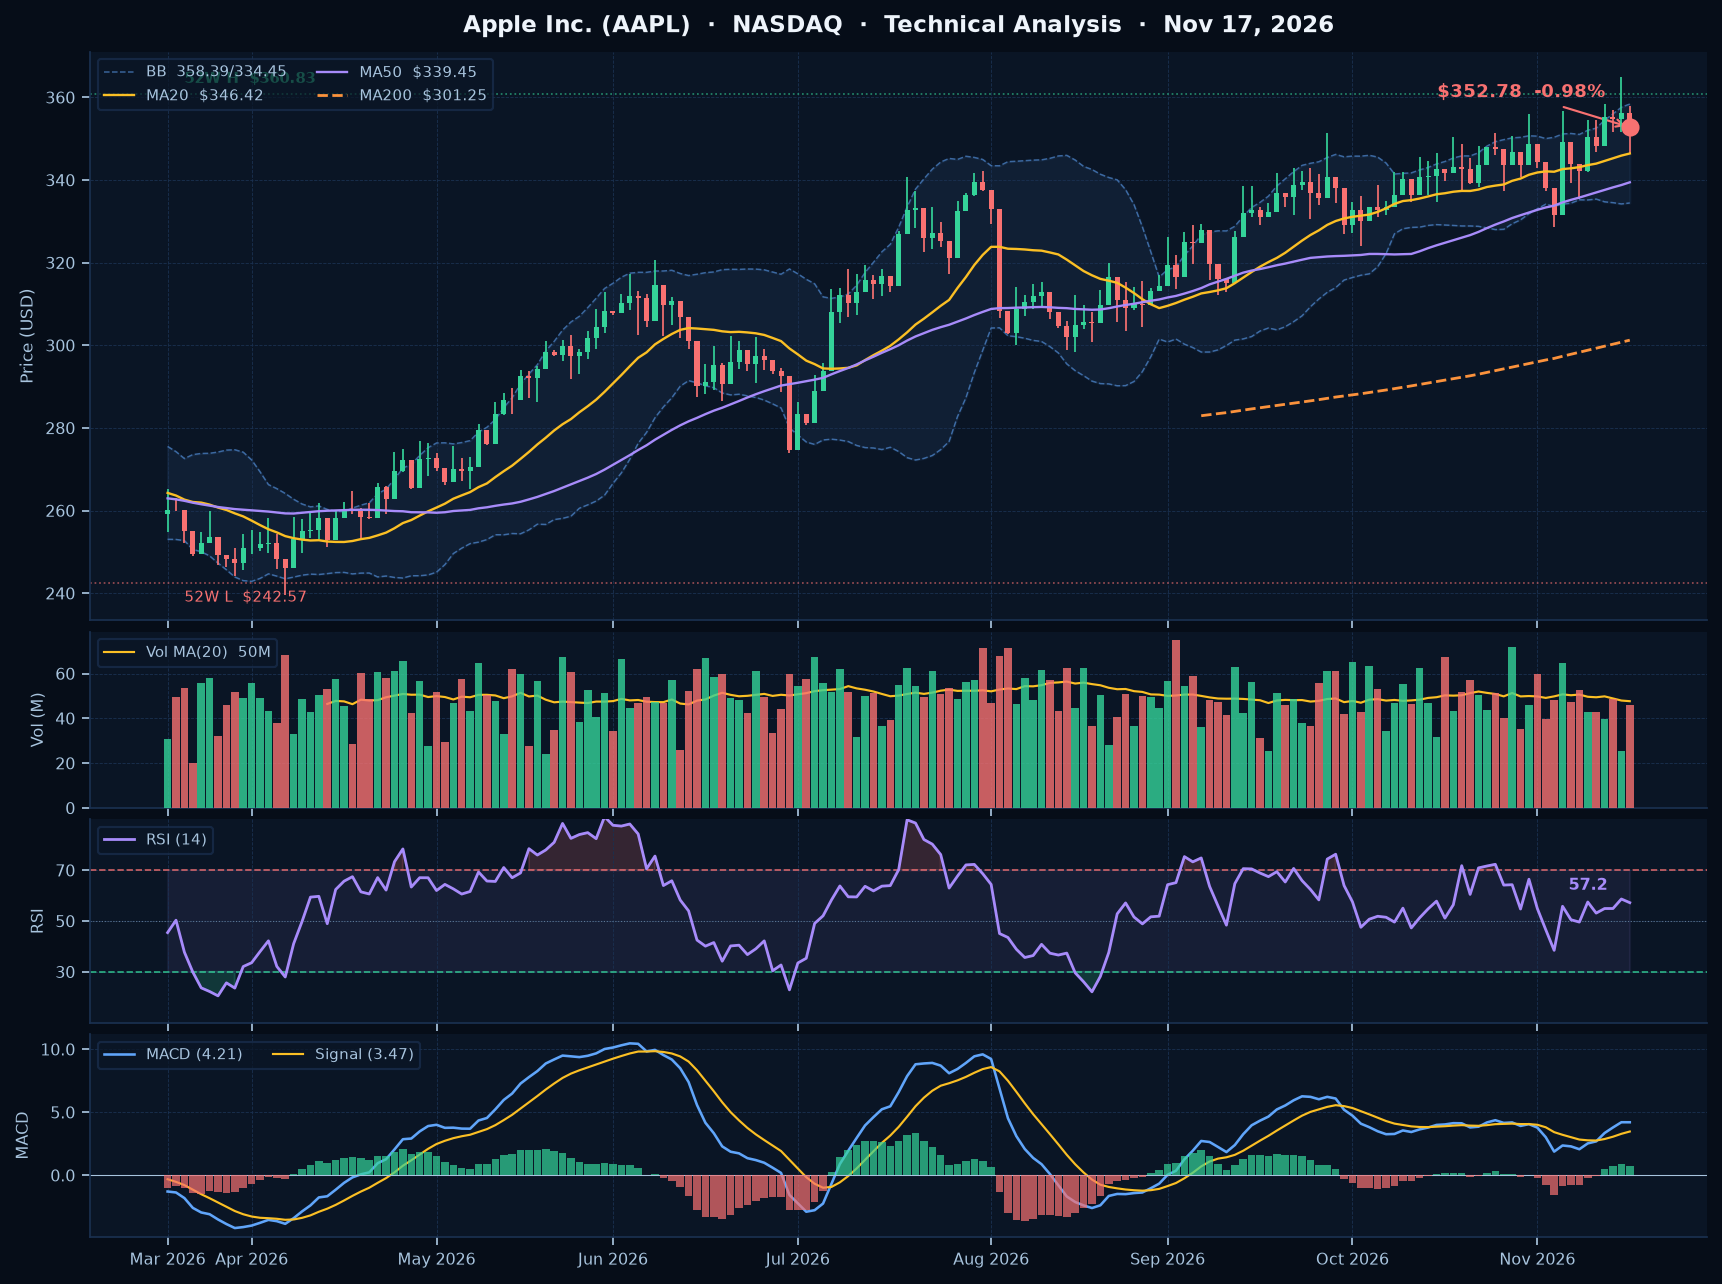 Apple Inc. (AAPL)  ·  NASDAQ  ·  Technical Analysis  ·  Nov 17, 2026
BB  358.39/334.45
MA50  $339.45
52W H  $360.83
MA20  $346.42
MA200  $301.25
$352.78  -0.98%
360
340
320
300
280
260
240
Price (USD)
52W L  $242.57
Vol MA(20)  50M
60
40
20
0
Vol (M)
RSI (14)
70
50
30
RSI
57.2
MACD (4.21)
Signal (3.47)
10.0
5.0
0.0
MACD
Mar 2026
Apr 2026
May 2026
Jun 2026
Jul 2026
Aug 2026
Sep 2026
Oct 2026
Nov 2026